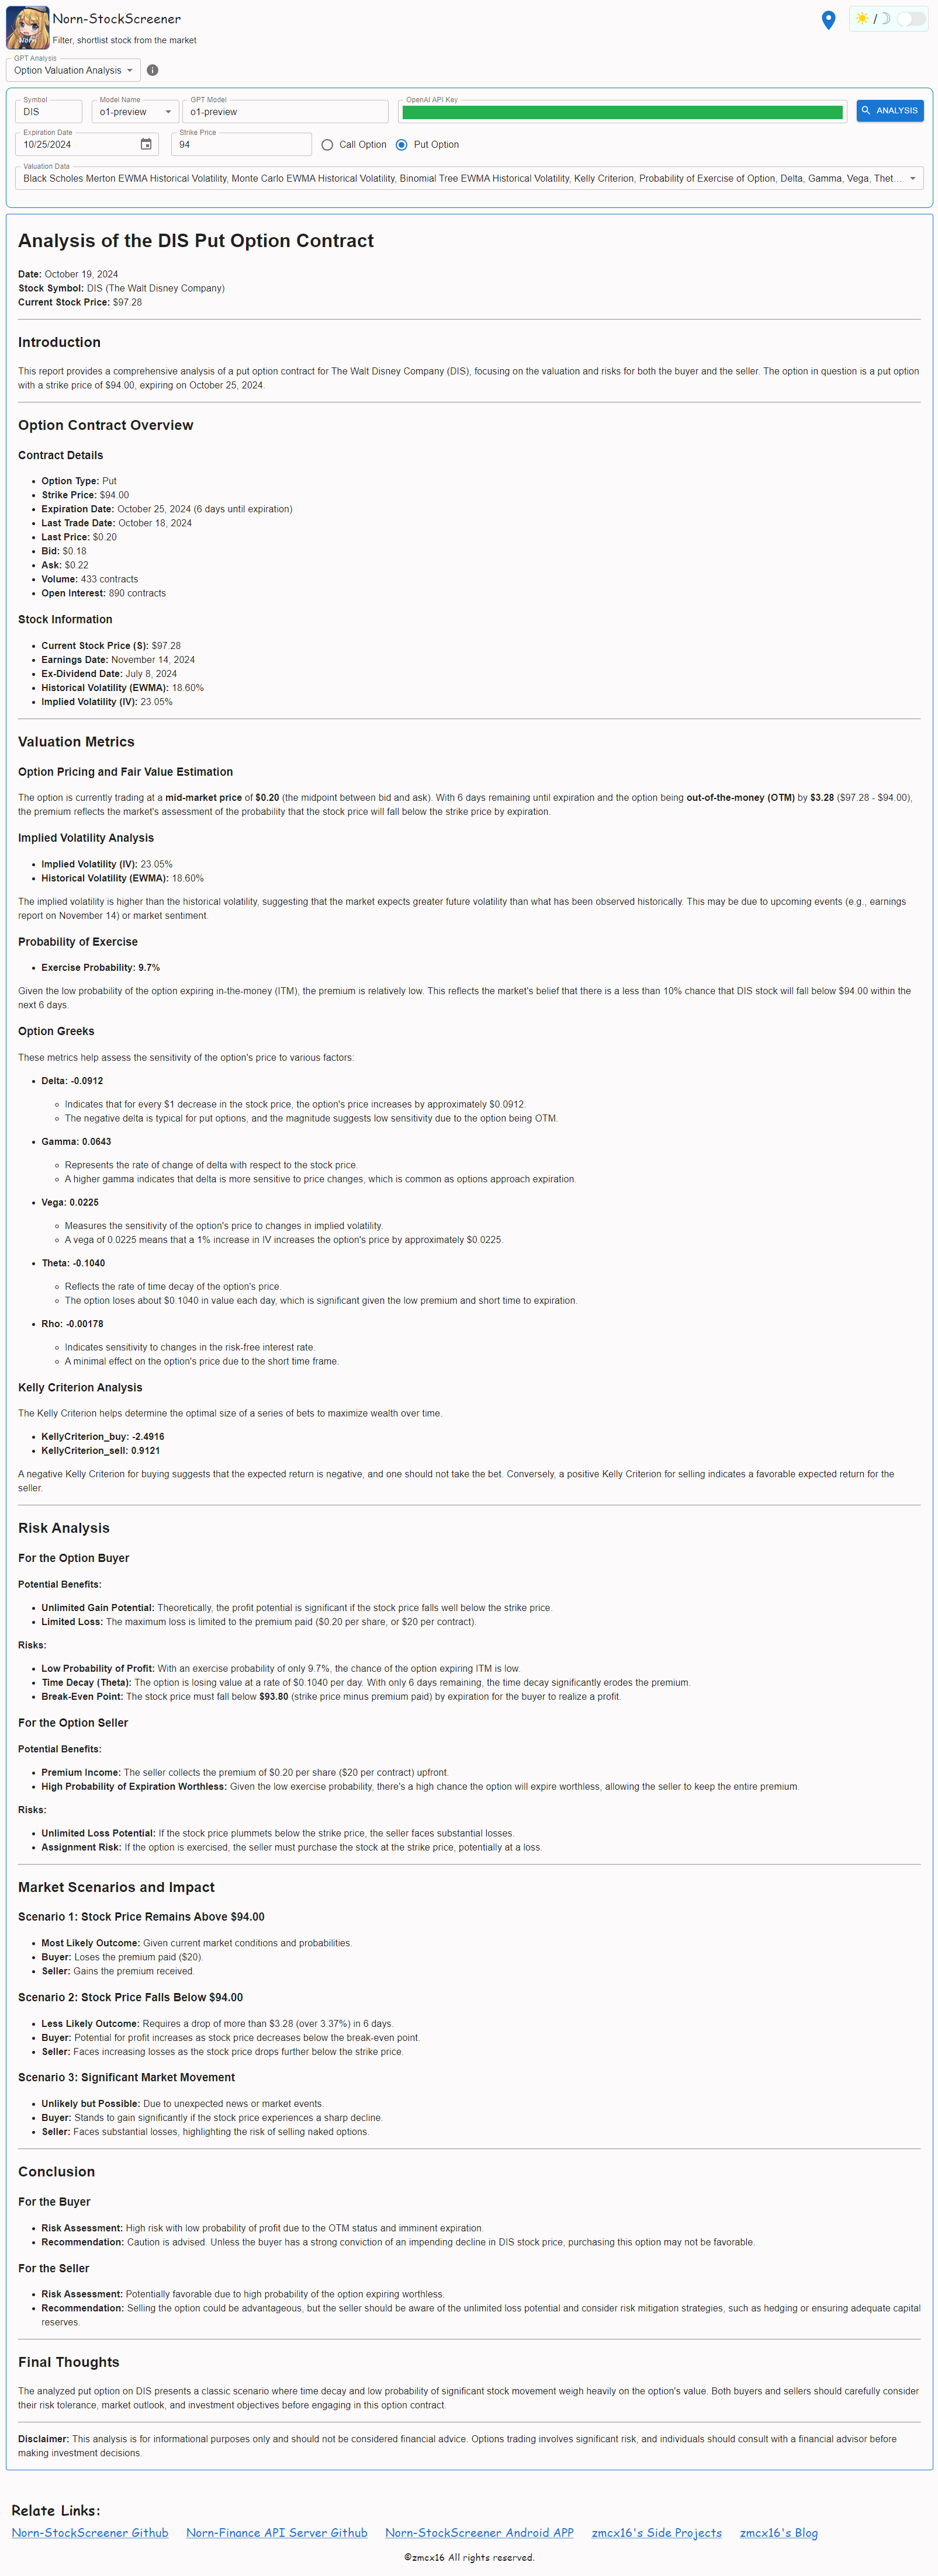 Norn-StockScreener
Filter, shortlist stock from the market
Norn
☀ / ☽
GPT Analysis
Option Valuation Analysis
Symbol
DIS
Model Name
o1-preview
GPT Model
o1-preview
OpenAI API Key
ANALYSIS
Expiration Date
10/25/2024
Strike Price
94
Call Option
Put Option
Valuation Data
Black Scholes Merton EWMA Historical Volatility, Monte Carlo EWMA Historical Volatility, Binomial Tree EWMA Historical Volatility, Kelly Criterion, Probability of Exercise of Option, Delta, Gamma, Vega, Thet...
Analysis of the DIS Put Option Contract
Date: October 19, 2024
Stock Symbol: DIS (The Walt Disney Company)
Current Stock Price: $97.28
Introduction
This report provides a comprehensive analysis of a put option contract for The Walt Disney Company (DIS), focusing on the valuation and risks for both the buyer and the seller. The option in question is a put option
with a strike price of $94.00, expiring on October 25, 2024.
Option Contract Overview
Contract Details
• Option Type: Put
• Strike Price: $94.00
• Expiration Date: October 25, 2024 (6 days until expiration)
• Last Trade Date: October 18, 2024
• Last Price: $0.20
• Bid: $0.18
• Ask: $0.22
• Volume: 433 contracts
• Open Interest: 890 contracts
Stock Information
• Current Stock Price (S): $97.28
• Earnings Date: November 14, 2024
• Ex-Dividend Date: July 8, 2024
• Historical Volatility (EWMA): 18.60%
• Implied Volatility (IV): 23.05%
Valuation Metrics
Option Pricing and Fair Value Estimation
The option is currently trading at a mid-market price of $0.20 (the midpoint between bid and ask). With 6 days remaining until expiration and the option being out-of-the-money (OTM) by $3.28 ($97.28 - $94.00),
the premium reflects the market's assessment of the probability that the stock price will fall below the strike price by expiration.
Implied Volatility Analysis
• Implied Volatility (IV): 23.05%
• Historical Volatility (EWMA): 18.60%
The implied volatility is higher than the historical volatility, suggesting that the market expects greater future volatility than what has been observed historically. This may be due to upcoming events (e.g., earnings
report on November 14) or market sentiment.
Probability of Exercise
• Exercise Probability: 9.7%
Given the low probability of the option expiring in-the-money (ITM), the premium is relatively low. This reflects the market's belief that there is a less than 10% chance that DIS stock will fall below $94.00 within the
next 6 days.
Option Greeks
These metrics help assess the sensitivity of the option's price to various factors:
• Delta: -0.0912
◦ Indicates that for every $1 decrease in the stock price, the option's price increases by approximately $0.0912.
◦ The negative delta is typical for put options, and the magnitude suggests low sensitivity due to the option being OTM.
• Gamma: 0.0643
◦ Represents the rate of change of delta with respect to the stock price.
◦ A higher gamma indicates that delta is more sensitive to price changes, which is common as options approach expiration.
• Vega: 0.0225
◦ Measures the sensitivity of the option's price to changes in implied volatility.
◦ A vega of 0.0225 means that a 1% increase in IV increases the option's price by approximately $0.0225.
• Theta: -0.1040
◦ Reflects the rate of time decay of the option's price.
◦ The option loses about $0.1040 in value each day, which is significant given the low premium and short time to expiration.
• Rho: -0.00178
◦ Indicates sensitivity to changes in the risk-free interest rate.
◦ A minimal effect on the option's price due to the short time frame.
Kelly Criterion Analysis
The Kelly Criterion helps determine the optimal size of a series of bets to maximize wealth over time.
• KellyCriterion_buy: -2.4916
• KellyCriterion_sell: 0.9121
A negative Kelly Criterion for buying suggests that the expected return is negative, and one should not take the bet. Conversely, a positive Kelly Criterion for selling indicates a favorable expected return for the
seller.
Risk Analysis
For the Option Buyer
Potential Benefits:
• Unlimited Gain Potential: Theoretically, the profit potential is significant if the stock price falls well below the strike price.
• Limited Loss: The maximum loss is limited to the premium paid ($0.20 per share, or $20 per contract).
Risks:
• Low Probability of Profit: With an exercise probability of only 9.7%, the chance of the option expiring ITM is low.
• Time Decay (Theta): The option is losing value at a rate of $0.1040 per day. With only 6 days remaining, the time decay significantly erodes the premium.
• Break-Even Point: The stock price must fall below $93.80 (strike price minus premium paid) by expiration for the buyer to realize a profit.
For the Option Seller
Potential Benefits:
• Premium Income: The seller collects the premium of $0.20 per share ($20 per contract) upfront.
• High Probability of Expiration Worthless: Given the low exercise probability, there's a high chance the option will expire worthless, allowing the seller to keep the entire premium.
Risks:
• Unlimited Loss Potential: If the stock price plummets below the strike price, the seller faces substantial losses.
• Assignment Risk: If the option is exercised, the seller must purchase the stock at the strike price, potentially at a loss.
Market Scenarios and Impact
Scenario 1: Stock Price Remains Above $94.00
• Most Likely Outcome: Given current market conditions and probabilities.
• Buyer: Loses the premium paid ($20).
• Seller: Gains the premium received.
Scenario 2: Stock Price Falls Below $94.00
• Less Likely Outcome: Requires a drop of more than $3.28 (over 3.37%) in 6 days.
• Buyer: Potential for profit increases as stock price decreases below the break-even point.
• Seller: Faces increasing losses as the stock price drops further below the strike price.
Scenario 3: Significant Market Movement
• Unlikely but Possible: Due to unexpected news or market events.
• Buyer: Stands to gain significantly if the stock price experiences a sharp decline.
• Seller: Faces substantial losses, highlighting the risk of selling naked options.
Conclusion
For the Buyer
• Risk Assessment: High risk with low probability of profit due to the OTM status and imminent expiration.
• Recommendation: Caution is advised. Unless the buyer has a strong conviction of an impending decline in DIS stock price, purchasing this option may not be favorable.
For the Seller
• Risk Assessment: Potentially favorable due to high probability of the option expiring worthless.
• Recommendation: Selling the option could be advantageous, but the seller should be aware of the unlimited loss potential and consider risk mitigation strategies, such as hedging or ensuring adequate capital
reserves.
Final Thoughts
The analyzed put option on DIS presents a classic scenario where time decay and low probability of significant stock movement weigh heavily on the option's value. Both buyers and sellers should carefully consider
their risk tolerance, market outlook, and investment objectives before engaging in this option contract.
Disclaimer: This analysis is for informational purposes only and should not be considered financial advice. Options trading involves significant risk, and individuals should consult with a financial advisor before
making investment decisions.
Relate Links:
Norn-StockScreener Github Norn-Finance API Server Github Norn-StockScreener Android APP zmcx16's Side Projects zmcx16's Blog
©zmcx16 All rights reserved.